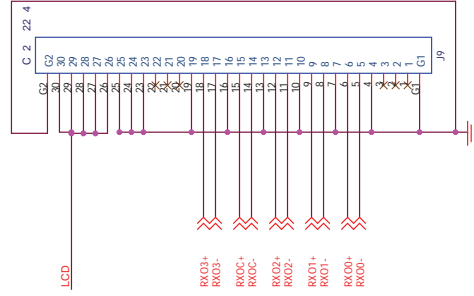 C 2 22 4
J9
G2 30 29 28 27 26 25 24 23 22 21 20 19 18 17 16 15 14 13 12 11 10 9 8 7 6 5 4 3 2 1 G1
G2 30 29 28 27 26 25 24 23 22 21 20 19 18 17 16 15 14 13 12 11 10 9 8 7 6 5 4 3 2 1 G1
LCD
RXO3+
RXO3-
RXOC+
RXOC-
RXO2+
RXO2-
RXO1+
RXO1-
RXO0+
RXO0-